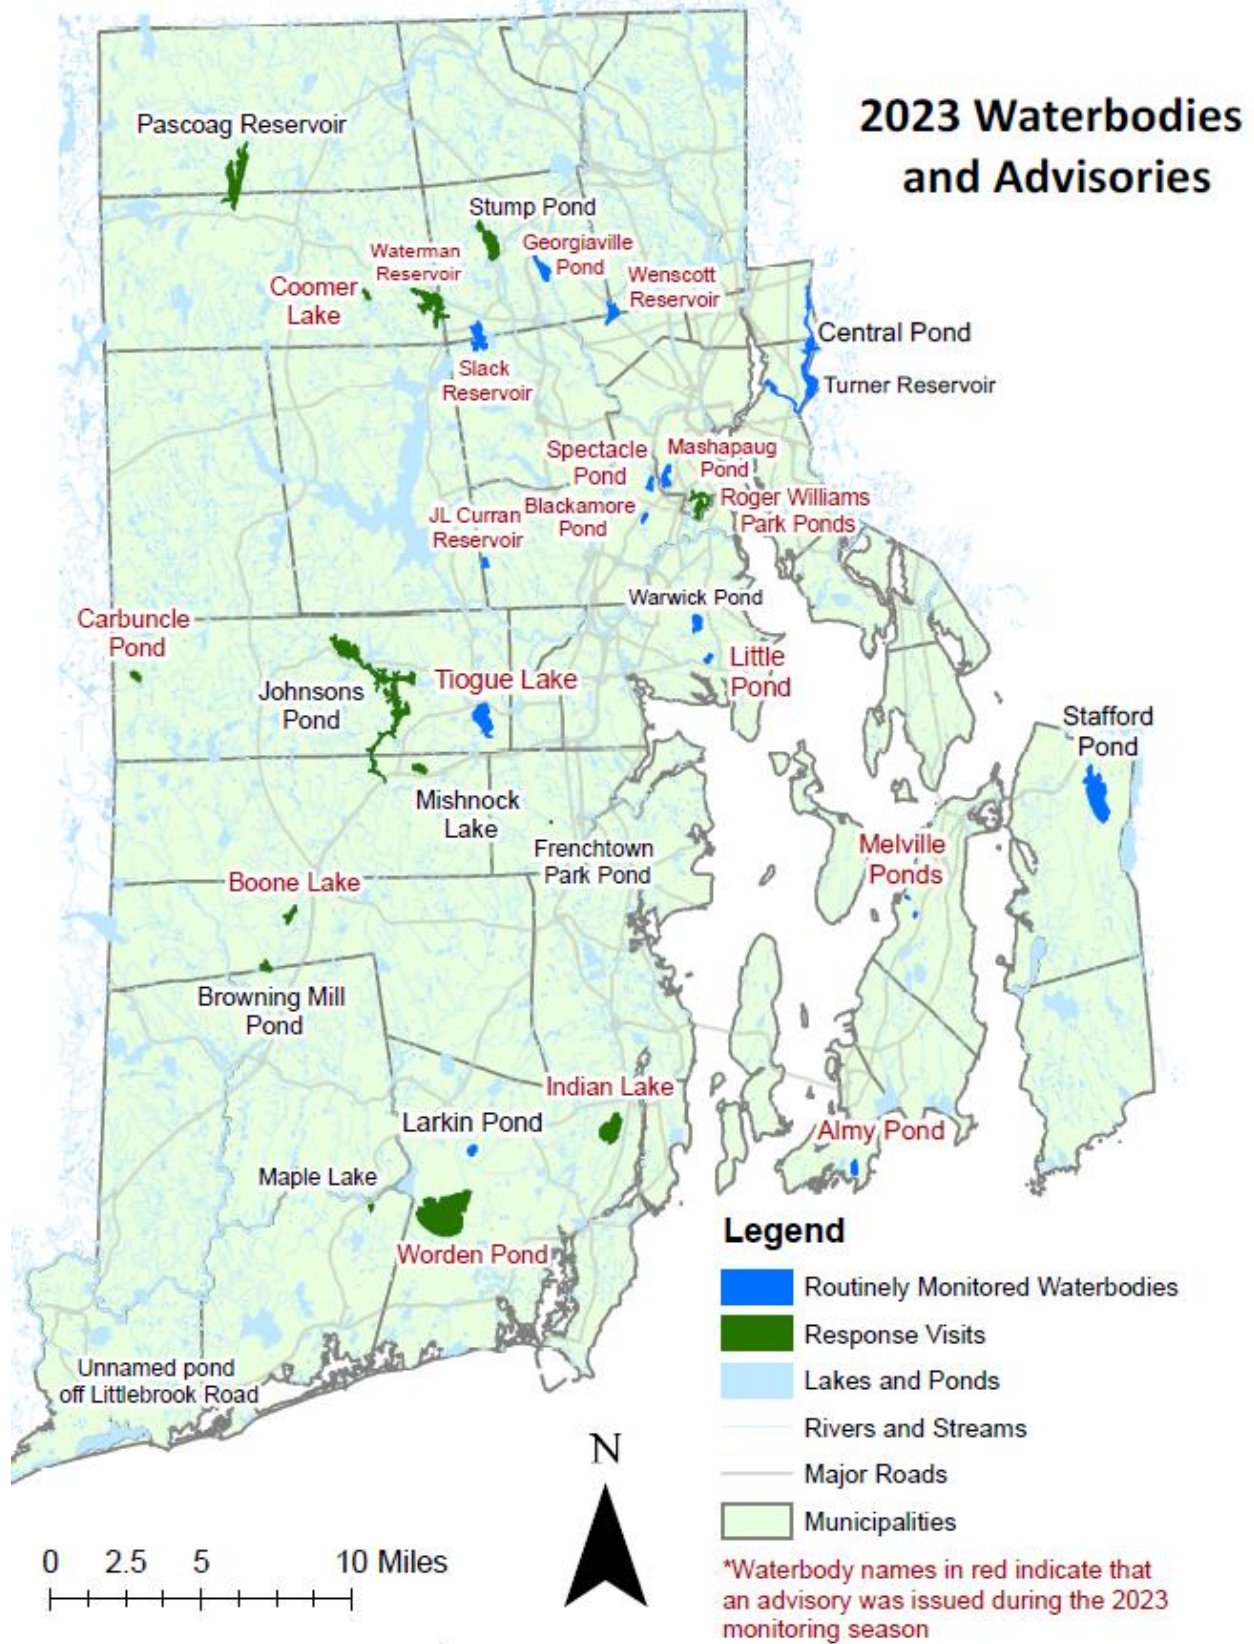 2023 Waterbodies
and Advisories
Pascoag Reservoir
Stump Pond
Waterman
Reservoir
Georgiaville
Pond
Coomer
Lake
Wenscott
Reservoir
Central Pond
Slack
Reservoir
Turner Reservoir
Spectacle
Pond
Mashapaug
Pond
JL Curran
Reservoir
Blackamore
Pond
Roger Williams
Park Ponds
Warwick Pond
Carbuncle
Pond
Little
Pond
Johnsons
Pond
Tiogue Lake
Stafford
Pond
Mishnock
Lake
Frenchtown
Park Pond
Melville
Ponds
Boone Lake
Browning Mill
Pond
Indian Lake
Larkin Pond
Almy Pond
Maple Lake
Worden Pond
Unnamed pond
off Littlebrook Road
Legend
Routinely Monitored Waterbodies
Response Visits
Lakes and Ponds
Rivers and Streams
Major Roads
Municipalities
*Waterbody names in red indicate that
an advisory was issued during the 2023
monitoring season
N
0 2.5 5 10 Miles